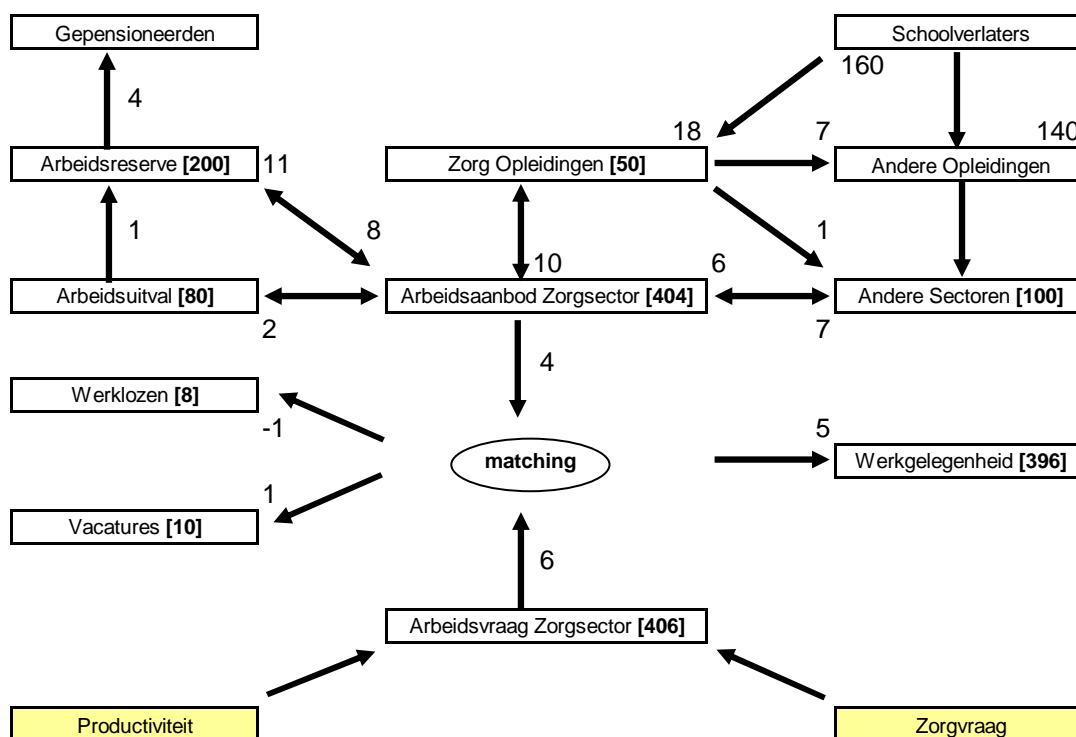 Gepensioneerden
Schoolverlaters
4
160
18
7
140
Arbeidsreserve [200]
11
Zorg Opleidingen [50]
Andere Opleidingen
1
8
1
10
6
Arbeidsuitval [80]
Arbeidsaanbod Zorgsector [404]
Andere Sectoren [100]
2
7
4
Werklozen [8]
-1
5
matching
Werkgelegenheid [396]
1
Vacatures [10]
6
Arbeidsvraag Zorgsector [406]
Productiviteit
Zorgvraag